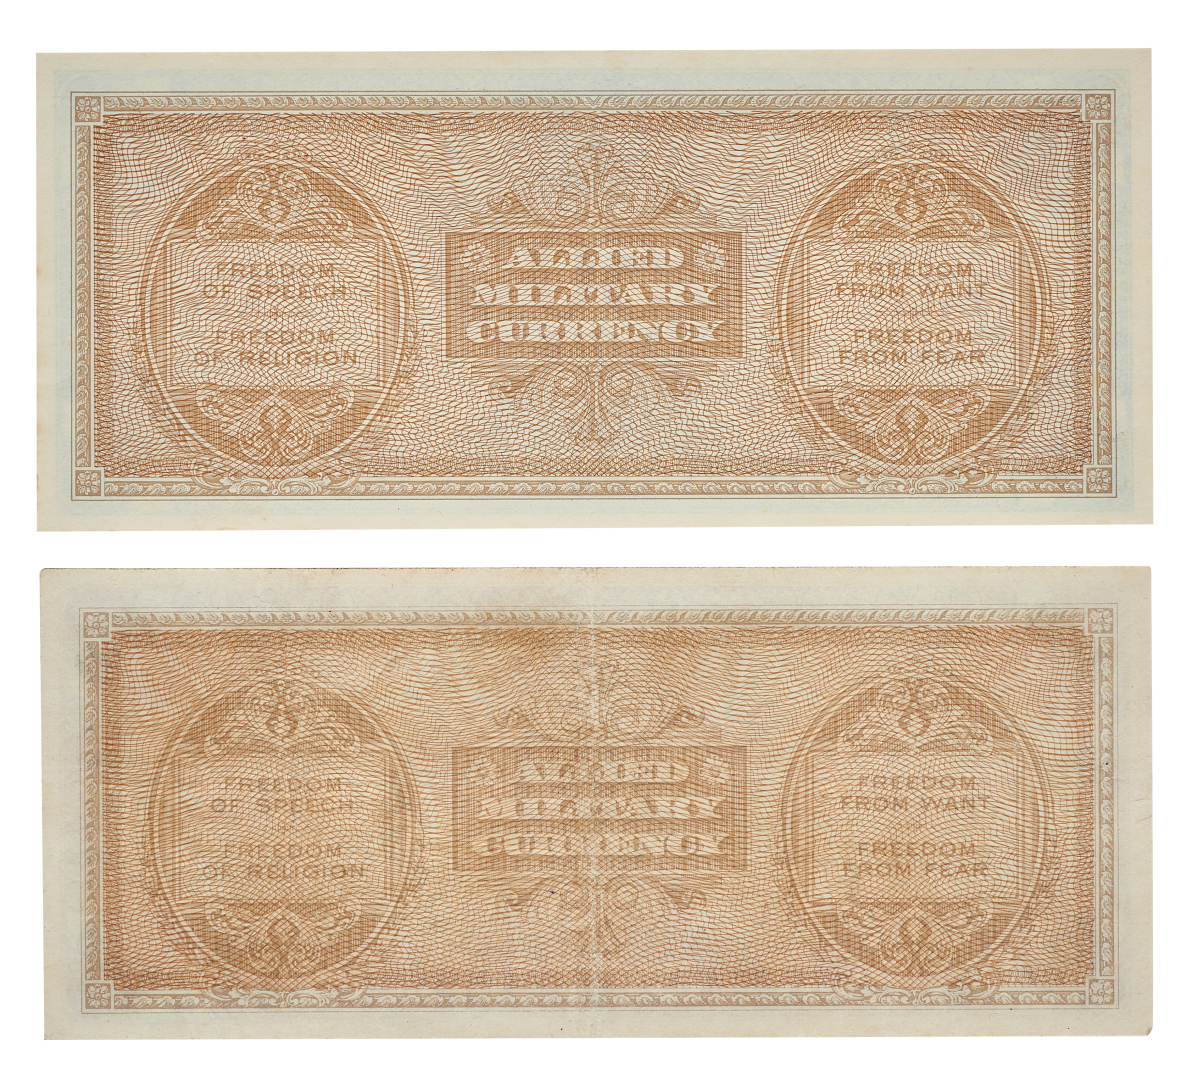 FREEDOM
OF SPEECH
FREEDOM
OF RELIGION
ALLIED
MILITARY
CURRENCY
FREEDOM
FROM WANT
FREEDOM
FROM FEAR
FREEDOM
OF SPEECH
FREEDOM
OF RELIGION
ALLIED
MILITARY
CURRENCY
FREEDOM
FROM WANT
FREEDOM
FROM FEAR